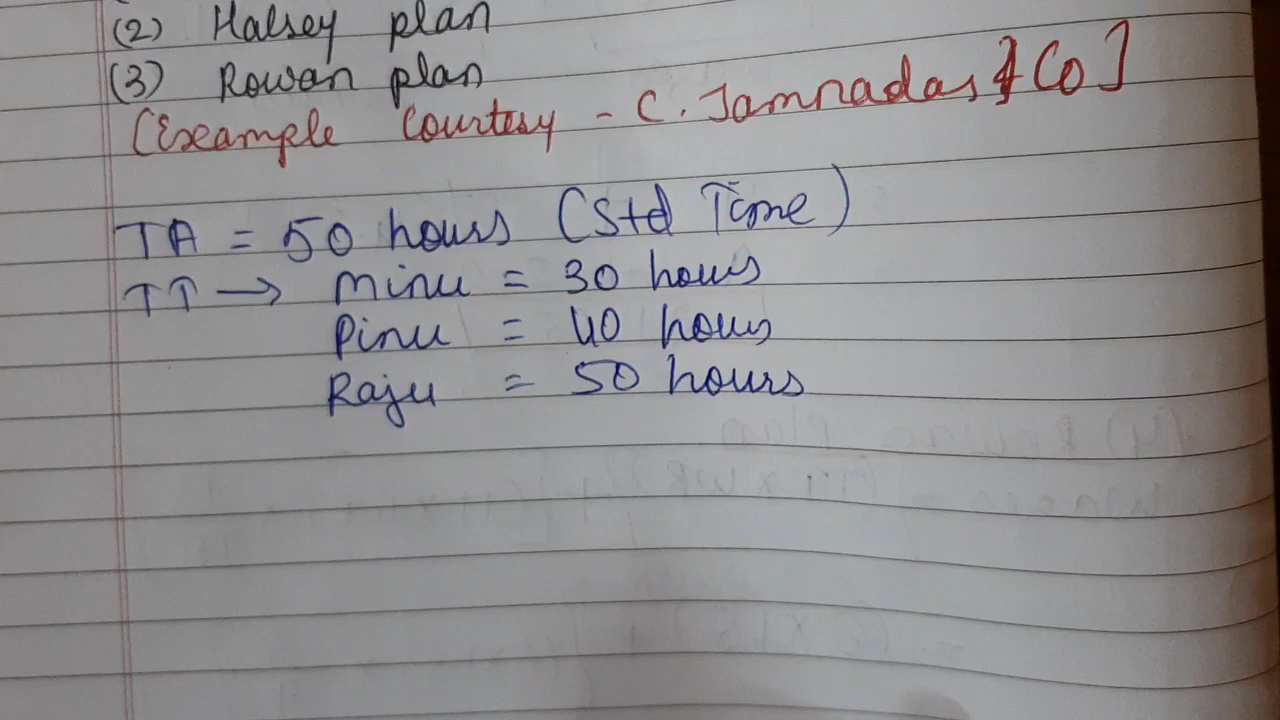 (2) Halsey plan
(3) Rowan plan
[Example Courtesy - C. Jamnadas & Co]
TA = 50 hours (Std Time)
TT → Minu = 30 hours
Pinu = 40 hours
Raju = 50 hours